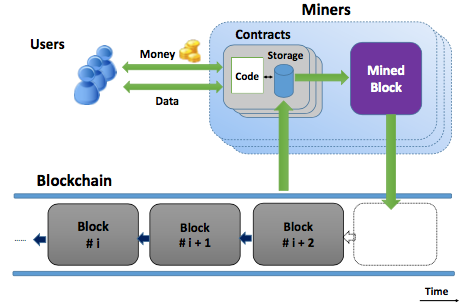 Miners
Users
Contracts
Money
Storage
Code
Mined
Block
Data
Blockchain
Block
# i
Block
# i + 1
Block
# i + 2
Time